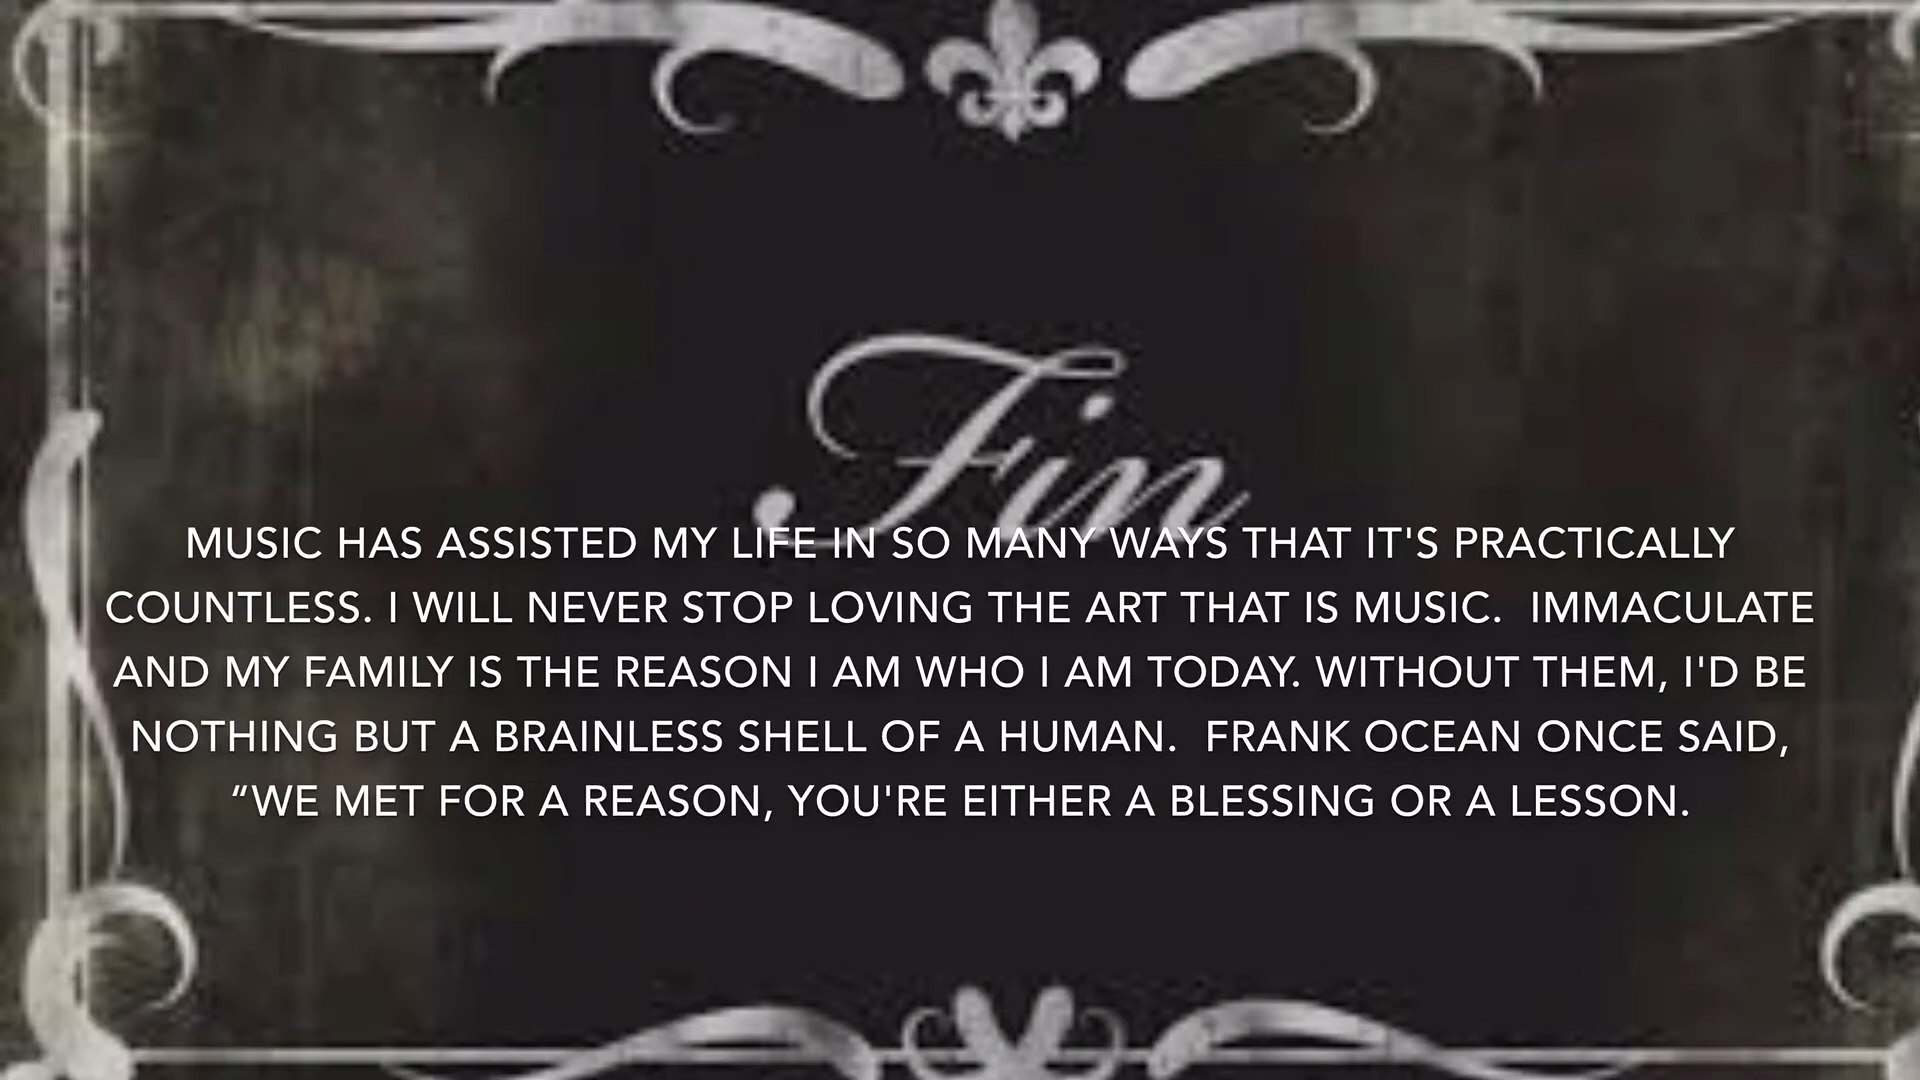 Fin
MUSIC HAS ASSISTED MY LIFE IN SO MANY WAYS THAT IT'S PRACTICALLY
COUNTLESS. I WILL NEVER STOP LOVING THE ART THAT IS MUSIC.  IMMACULATE
AND MY FAMILY IS THE REASON I AM WHO I AM TODAY. WITHOUT THEM, I'D BE
NOTHING BUT A BRAINLESS SHELL OF A HUMAN.  FRANK OCEAN ONCE SAID,
“WE MET FOR A REASON, YOU'RE EITHER A BLESSING OR A LESSON.